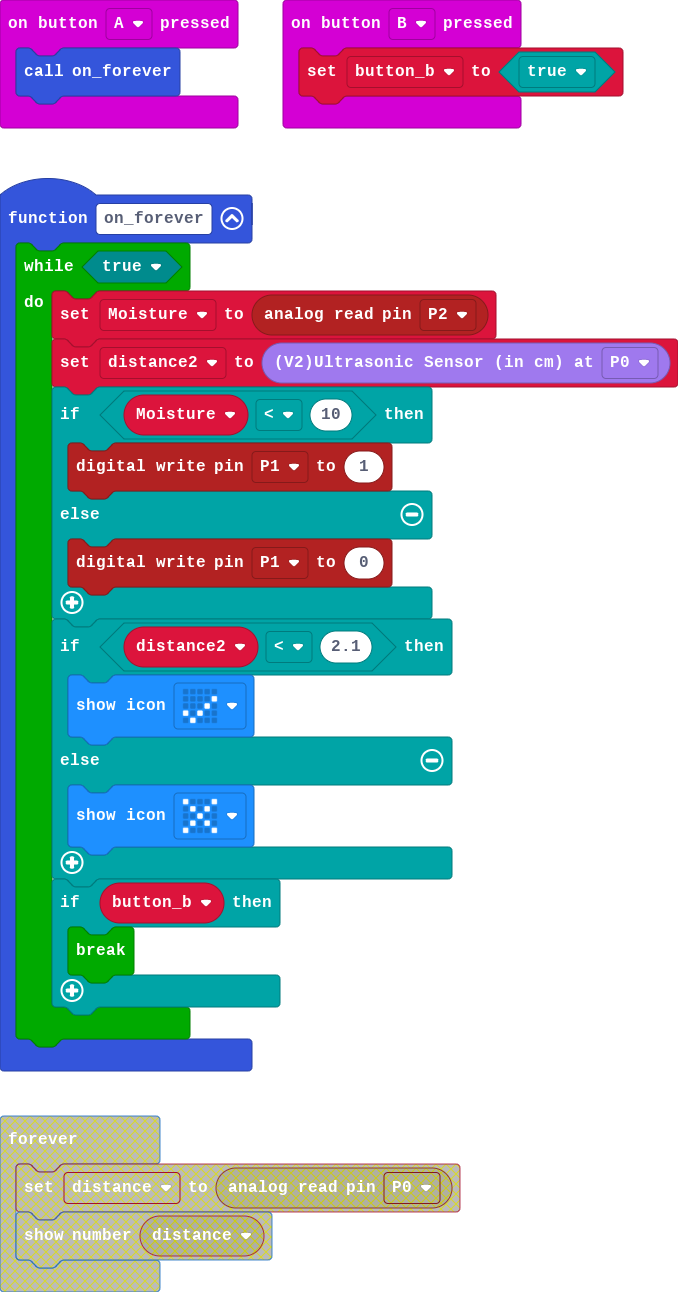 on button A pressed
call on_forever
on button B pressed
set button_b to true
function on_forever
while true
do
set Moisture to analog read pin P2
set distance2 to (V2)Ultrasonic Sensor (in cm) at P0
if Moisture < 10 then
digital write pin P1 to 1
else
digital write pin P1 to 0
if distance2 < 2.1 then
show icon
else
show icon
if button_b then
break
forever
set distance to analog read pin P0
show number distance